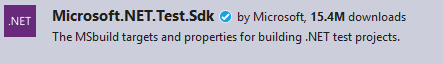 .NET
Microsoft.NET.Test.Sdk by Microsoft, 15.4M downloads
The MSbuild targets and properties for building .NET test projects.